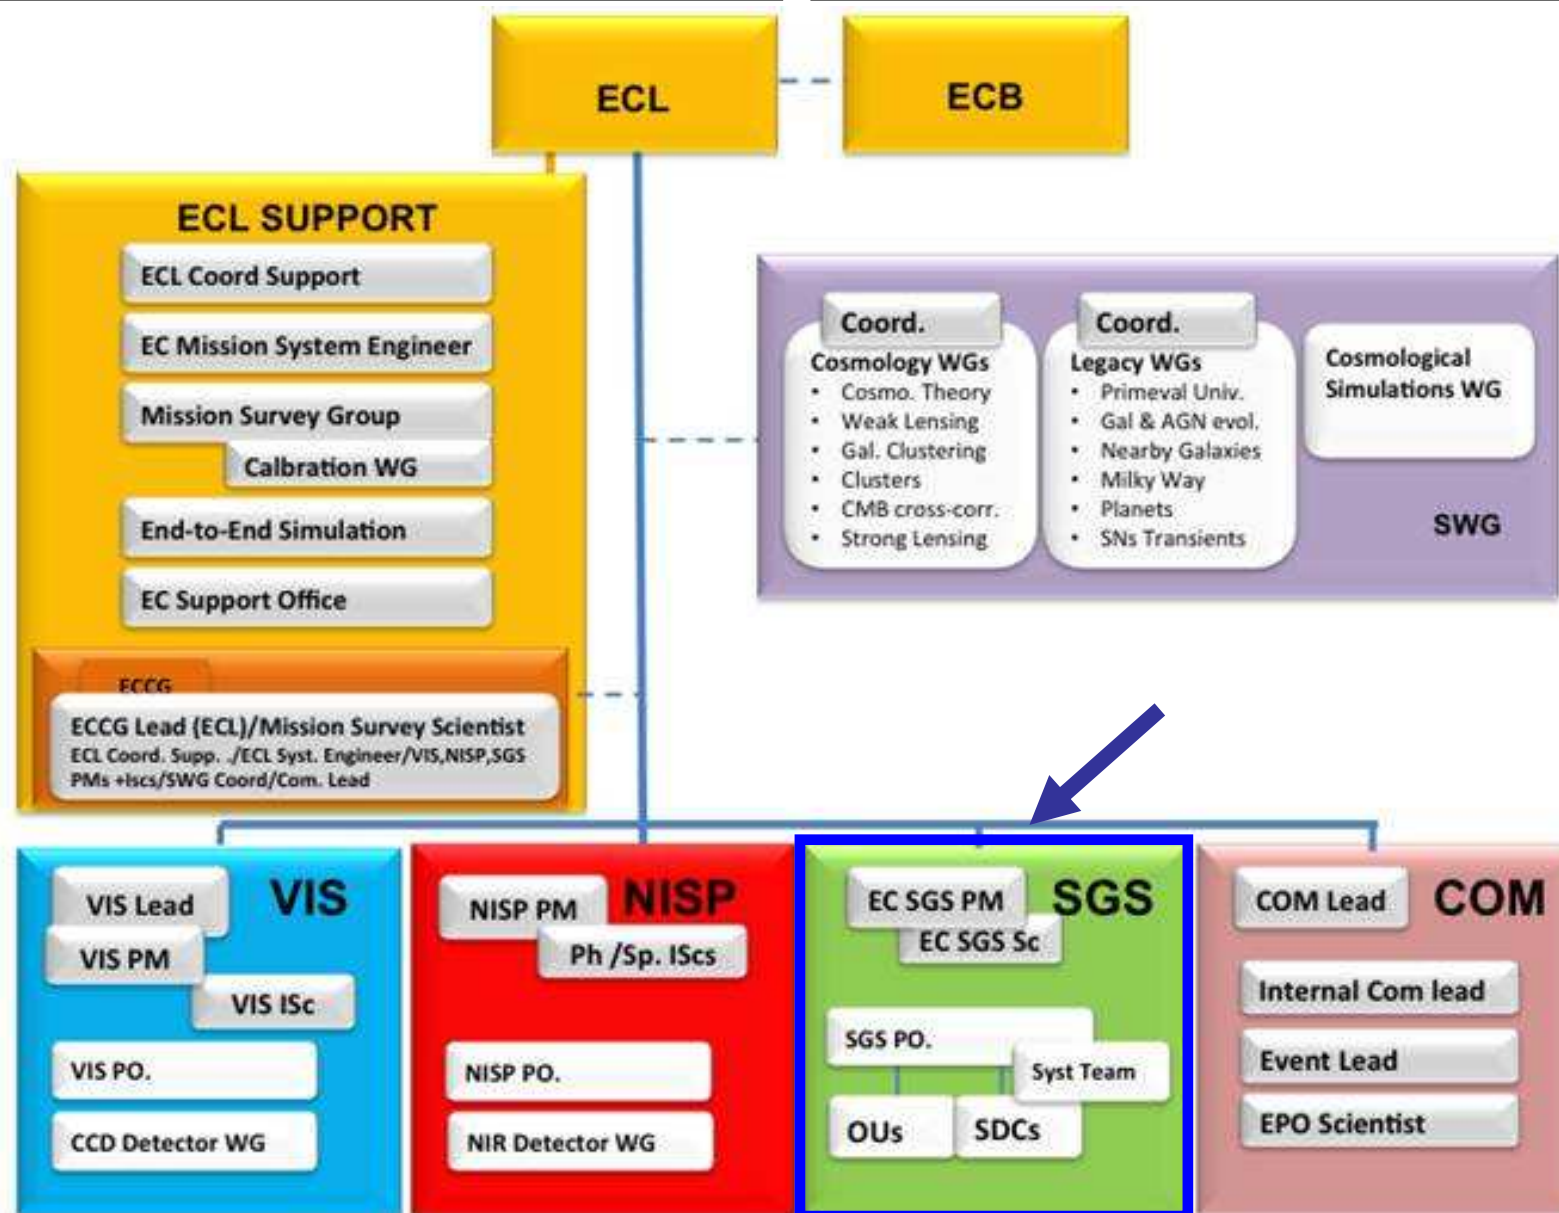 ECL
ECB
ECL SUPPORT
ECL Coord Support
EC Mission System Engineer
Mission Survey Group
Calbration WG
End-to-End Simulation
EC Support Office
ECCG
ECCG Lead (ECL)/Mission Survey Scientist
ECL Coord. Supp. ./ECL Syst. Engineer/VIS,NISP,SGS
PMs +Iscs/SWG Coord/Com. Lead
Coord.
Cosmology WGs
• Cosmo. Theory
• Weak Lensing
• Gal. Clustering
• Clusters
• CMB cross-corr.
• Strong Lensing
Coord.
Legacy WGs
• Primeval Univ.
• Gal & AGN evol.
• Nearby Galaxies
• Milky Way
• Planets
• SNs Transients
Cosmological
Simulations WG
SWG
VIS
VIS Lead
VIS PM
VIS ISc
VIS PO.
CCD Detector WG
NISP
NISP PM
Ph /Sp. IScs
NISP PO.
NIR Detector WG
SGS
EC SGS PM
EC SGS Sc
SGS PO.
Syst Team
OUs
SDCs
COM
COM Lead
Internal Com lead
Event Lead
EPO Scientist